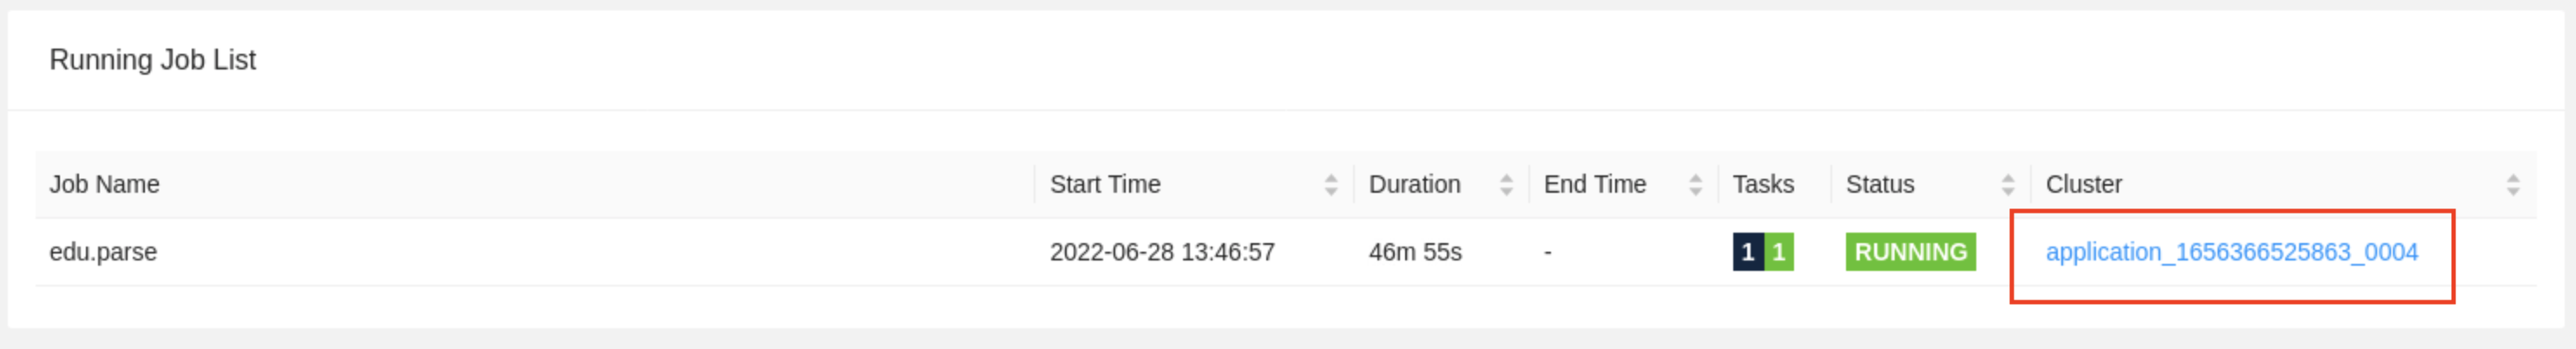 Running Job List
Job Name Start Time Duration End Time Tasks Status Cluster
edu.parse 2022-06-28 13:46:57 46m 55s - 1 1 RUNNING application_1656366525863_0004